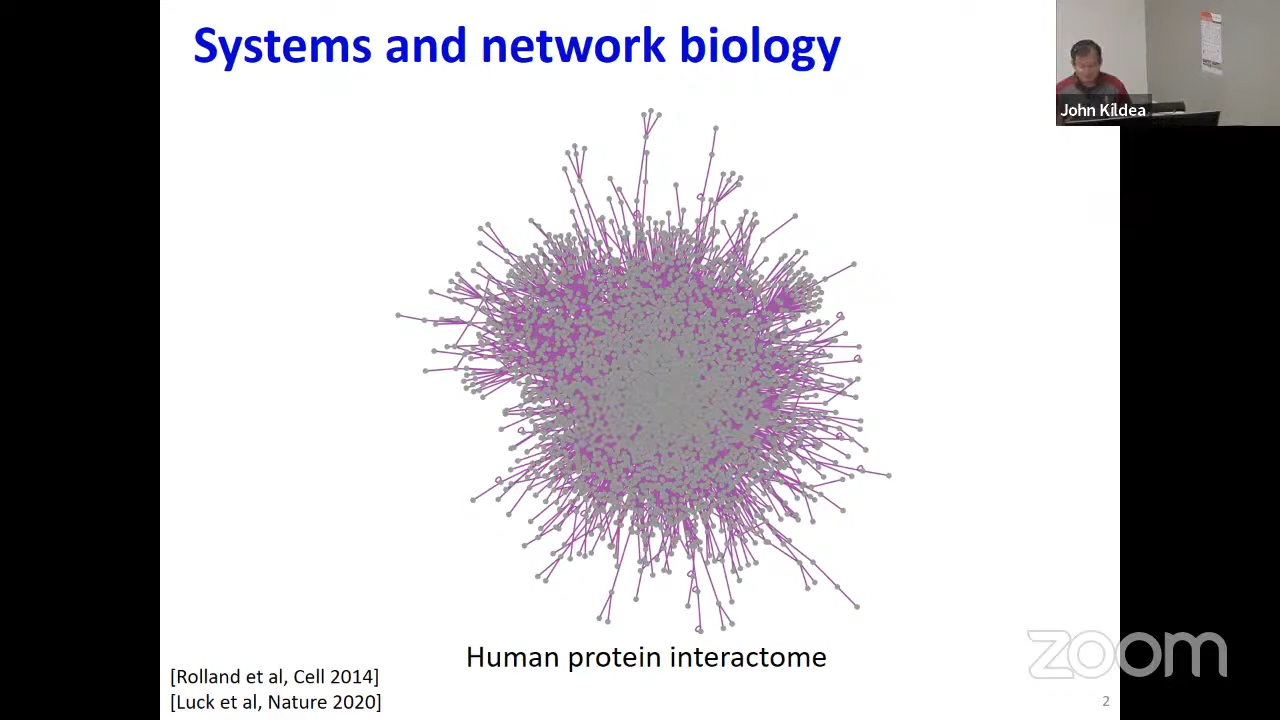 Systems and network biology
John Kildea
Human protein interactome
[Rolland et al, Cell 2014]
[Luck et al, Nature 2020]
zoom
2